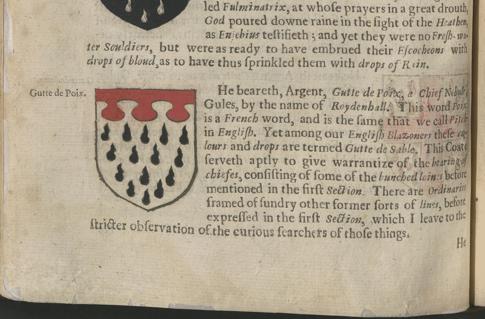 led Fulminatrix, at whose prayers in a great drouth,
God poured downe raine in the sight of the Heathen,
as Eusebius testifieth; and yet they were no Fresh-wa-
ter Souldiers, but were as ready to have embrued their Escocheons with
drops of bloud, as to have thus sprinkled them with drops of Rain.
Gutte de Poix.
He beareth, Argent, Gutte de Poix, a Chief Nebule
Gules, by the name of Roydenhall. This word Poix
is a French word, and is the same that we call Pitch
in English. Yet among our English Blazoners these co-
lours and drops are termed Gutte de Sable. This Coat
serveth aptly to give warrantize of the bearing of
chiefes, consisting of some of the bunched lines before
mentioned in the first Section. There are Ordinaries
framed of sundry other former sorts of lines, before
expressed in the first Section, which I leave to the
stricter observation of the curious searchers of those things.
He